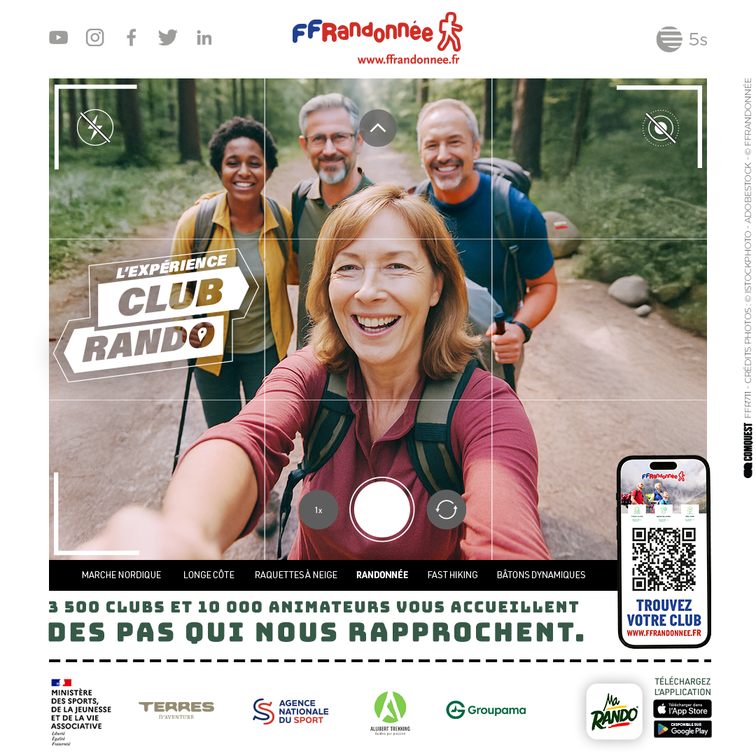 FFRandonnée
www.ffrandonnee.fr
5s
L'EXPÉRIENCE
CLUB
RANDO
1x
MARCHE NORDIQUE LONGE CÔTE RAQUETTES À NEIGE RANDONNÉE FAST HIKING BÂTONS DYNAMIQUES
3 500 CLUBS ET 10 000 ANIMATEURS VOUS ACCUEILLENT
DES PAS QUI NOUS RAPPROCHENT.
FFRandonnée
TROUVEZ
VOTRE CLUB
WWW.FFRANDONNEE.FR
CONQUEST FFR7711 - CRÉDITS PHOTOS : © ISTOCKPHOTO - ADOBESTOCK - © FFRANDONNÉE
MINISTÈRE
DES SPORTS,
DE LA JEUNESSE
ET DE LA VIE
ASSOCIATIVE
Liberté
Égalité
Fraternité
TERRES
D'AVENTURE
AGENCE
NATIONALE
DU SPORT
ALLIBERT TREKKING
Groupama
Ma
RANDO
TÉLÉCHARGEZ
L'APPLICATION
Télécharger dans
l'App Store
DISPONIBLE SUR
Google Play